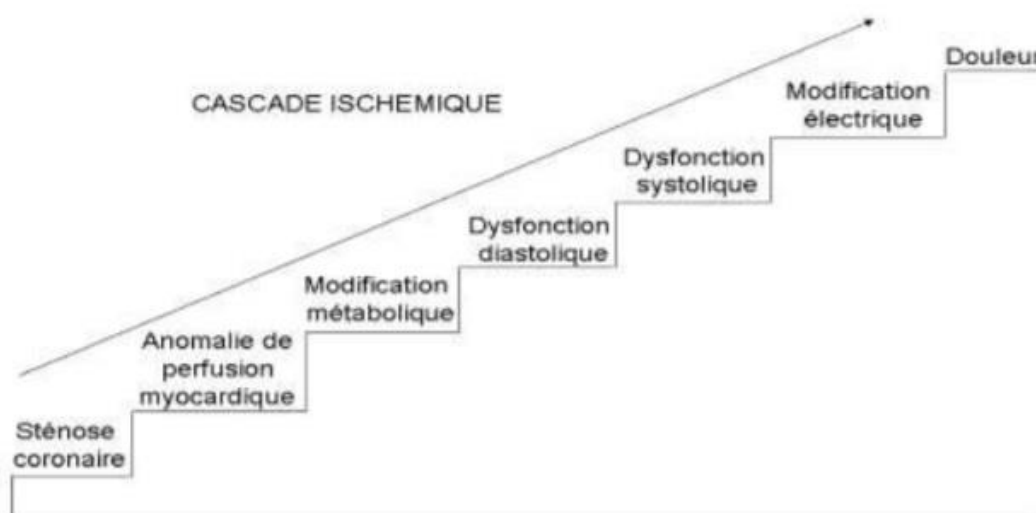 CASCADE ISCHEMIQUE
Sténose
coronaire
Anomalie de
perfusion
myocardique
Modification
métabolique
Dysfonction
diastolique
Dysfonction
systolique
Modification
électrique
Douleur